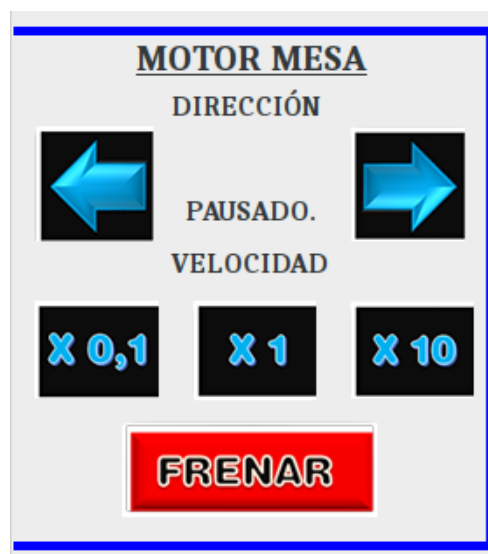 MOTOR MESA
DIRECCIÓN
PAUSADO.
VELOCIDAD
X 0,1 X 1 X 10
FRENAR